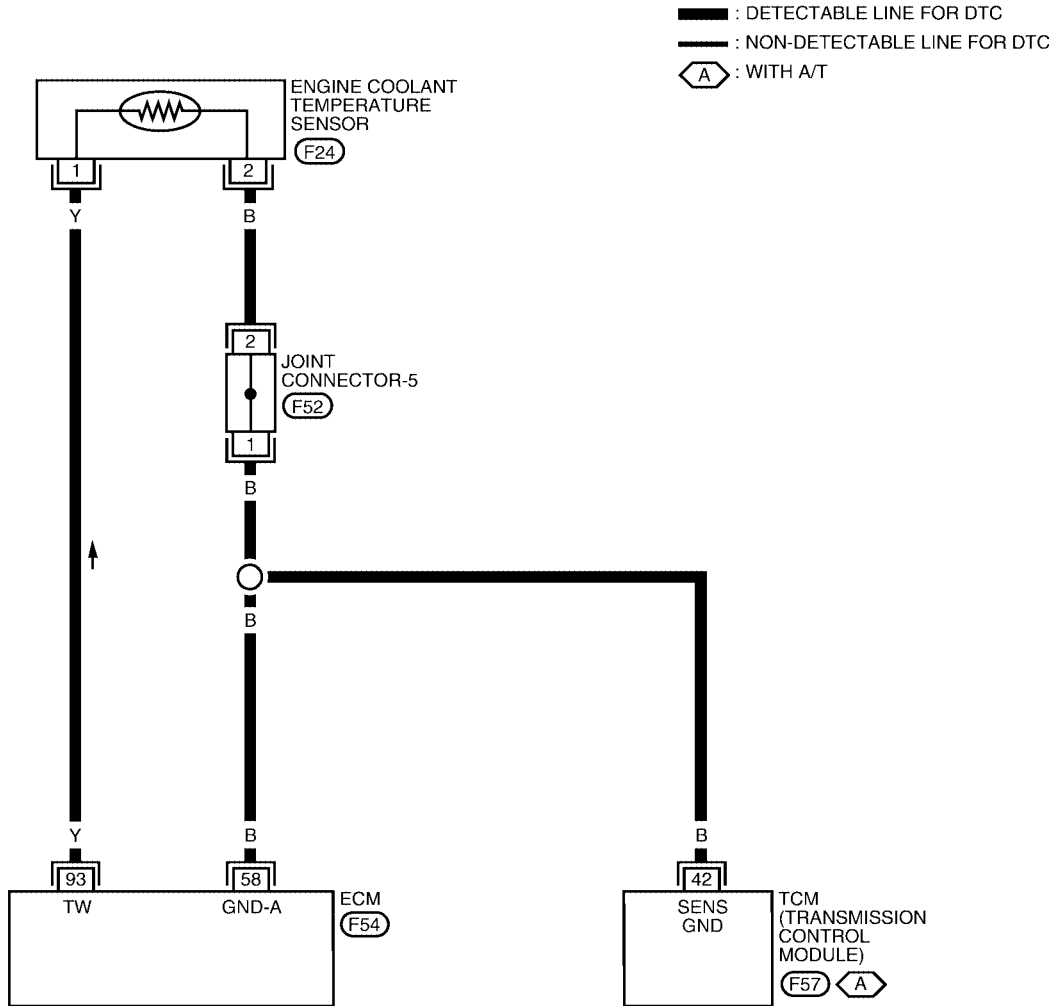 : DETECTABLE LINE FOR DTC
: NON-DETECTABLE LINE FOR DTC
A : WITH A/T
ENGINE COOLANT
TEMPERATURE
SENSOR
F24
1
2
Y
B
2
JOINT
CONNECTOR-5
F52
1
B
B
Y
B
B
93
58
42
TW
GND-A
ECM
F54
SENS
GND
TCM
(TRANSMISSION
CONTROL
MODULE)
F57 A